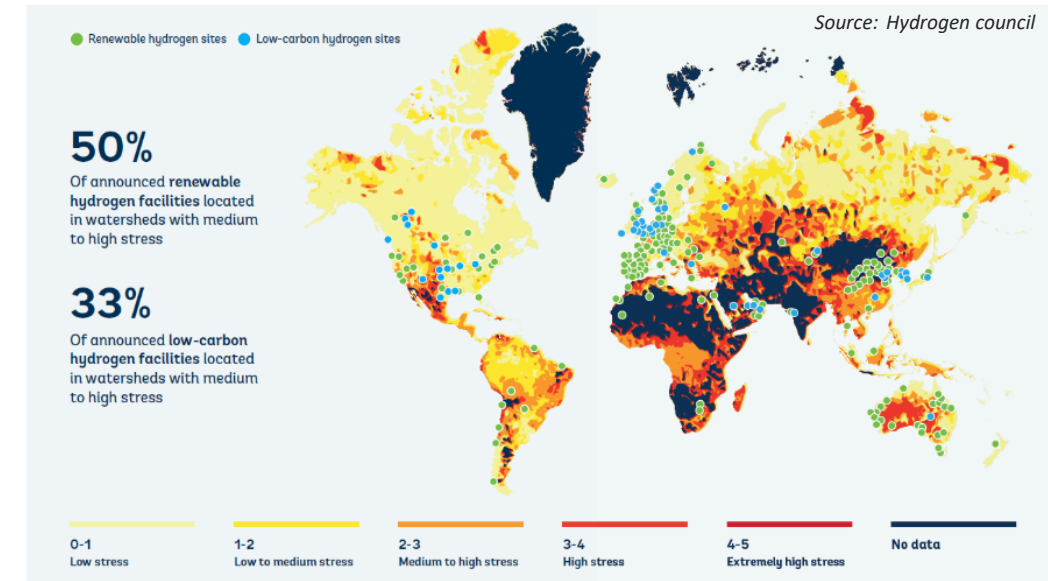 Source: Hydrogen council
Renewable hydrogen sites
Low-carbon hydrogen sites
50%
Of announced renewable
hydrogen facilities located
in watersheds with medium
to high stress
33%
Of announced low-carbon
hydrogen facilities located
in watersheds with medium
to high stress
0-1
Low stress
1-2
Low to medium stress
2-3
Medium to high stress
3-4
High stress
4-5
Extremely high stress
No data